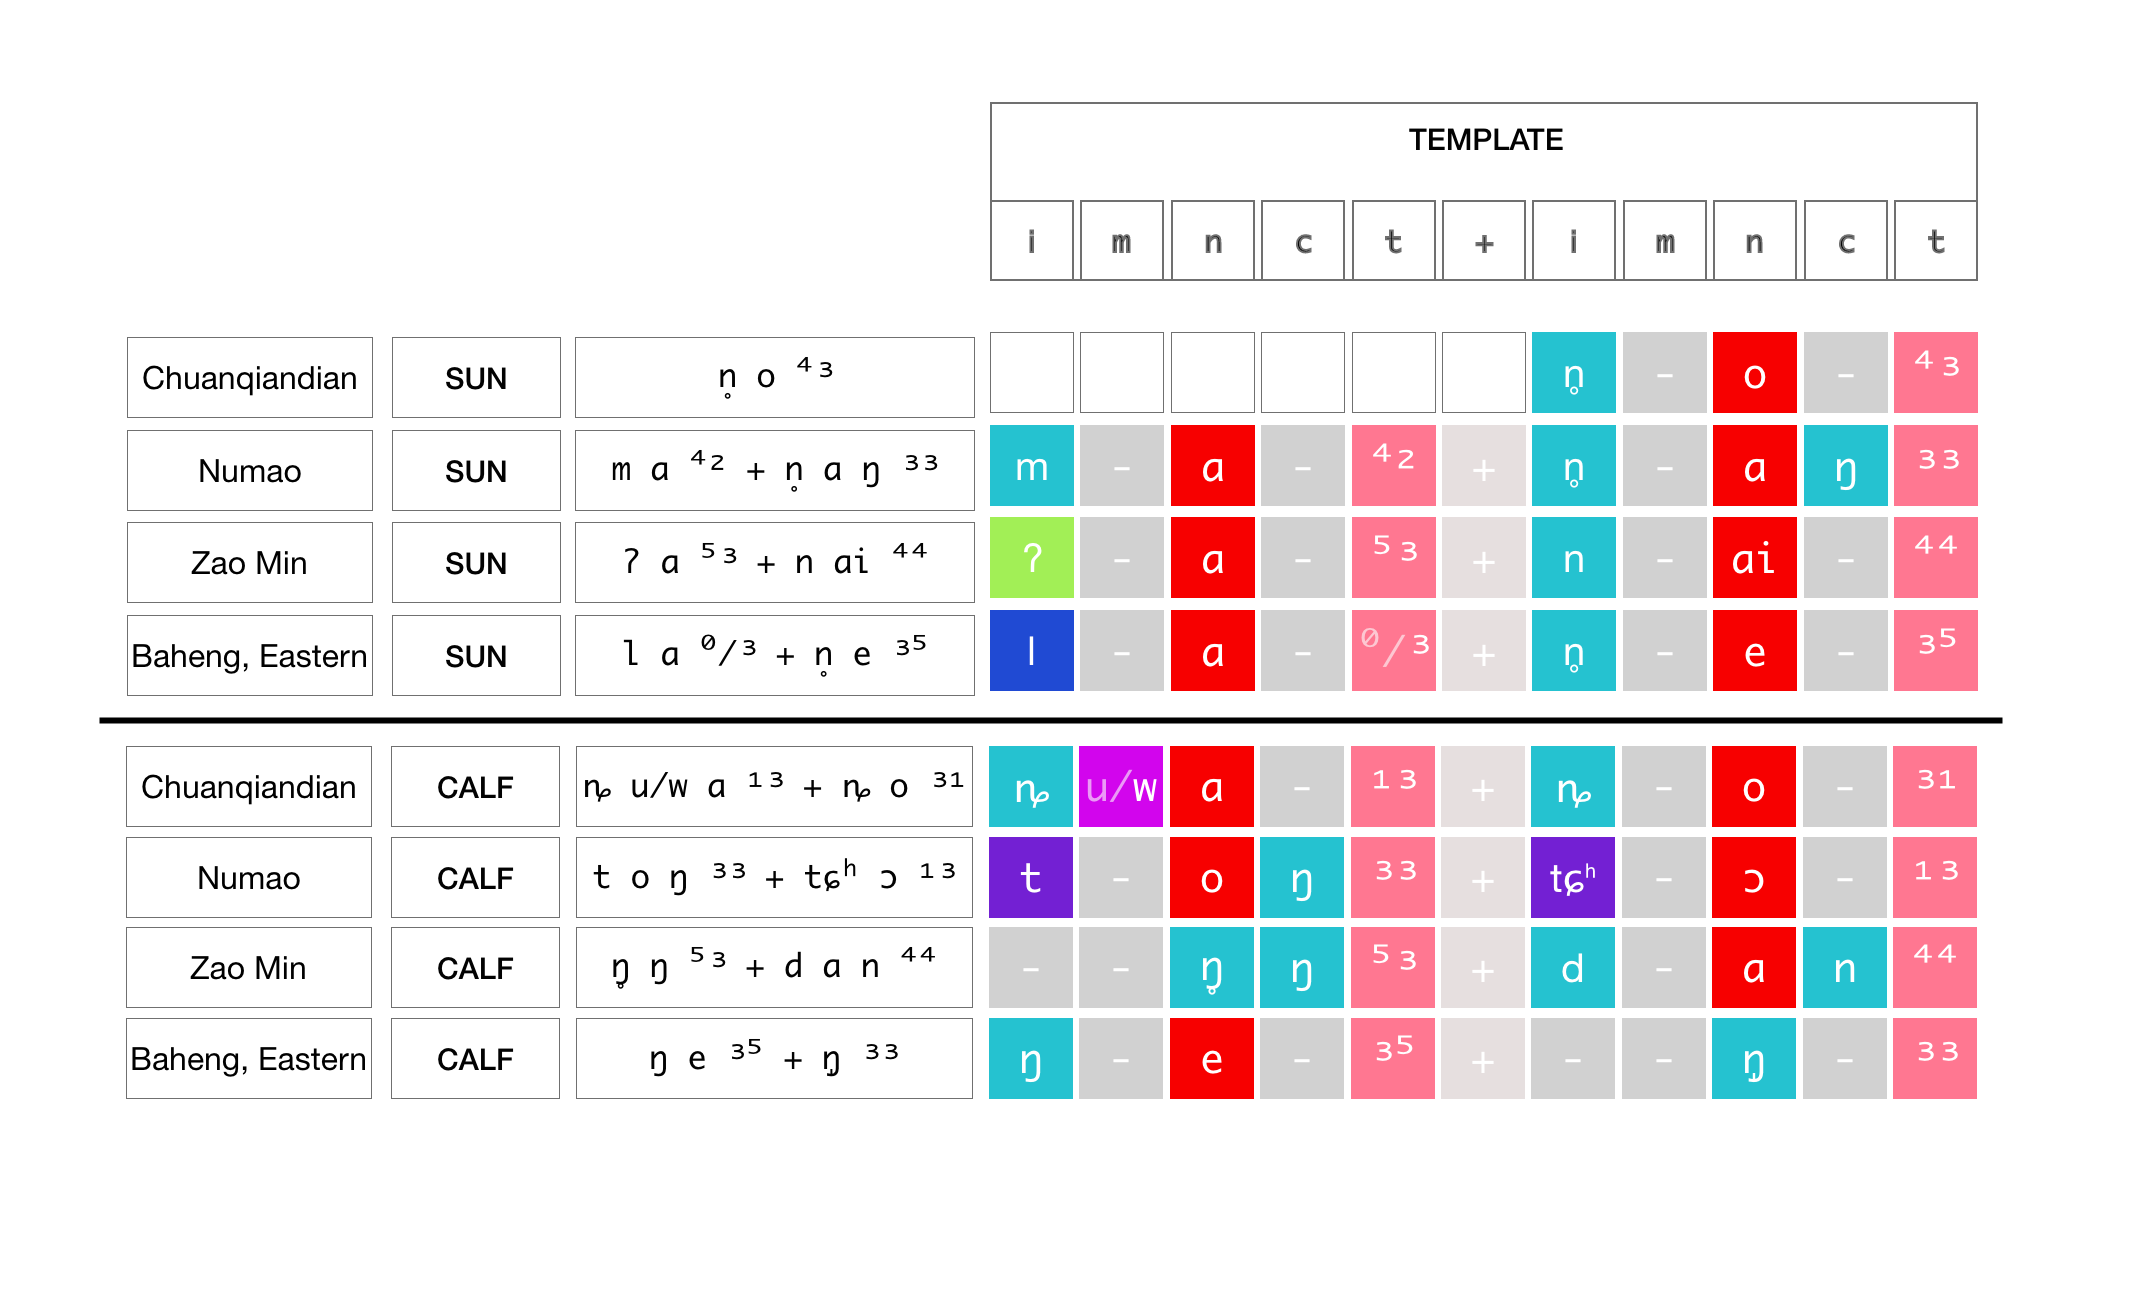 TEMPLATE
i m n c t + i m n c t
Chuanqiandian SUN n̥ o ⁴³ n̥ – o – ⁴³
Numao SUN m a ⁴² + n̥ a ŋ ³³ m – a – ⁴² + n̥ – a ŋ ³³
Zao Min SUN ʔ a ⁵³ + n ai ⁴⁴ ʔ – a – ⁵³ + n – ai – ⁴⁴
Baheng, Eastern SUN l a ⁰/³ + n̥ e ³⁵ l – a – ⁰/³ + n̥ – e – ³⁵
Chuanqiandian CALF ȵ u/w a ¹³ + ȵ o ³¹ ȵ u/w a – ¹³ + ȵ – o – ³¹
Numao CALF t o ŋ ³³ + tɕʰ ɔ ¹³ t – o ŋ ³³ + tɕʰ – ɔ – ¹³
Zao Min CALF ŋ̥ ŋ ⁵³ + d a n ⁴⁴ – – ŋ̥ ŋ ⁵³ + d – a n ⁴⁴
Baheng, Eastern CALF ŋ e ³⁵ + ŋ̍ ³³ ŋ – e – ³⁵ + – – ŋ̍ – ³³